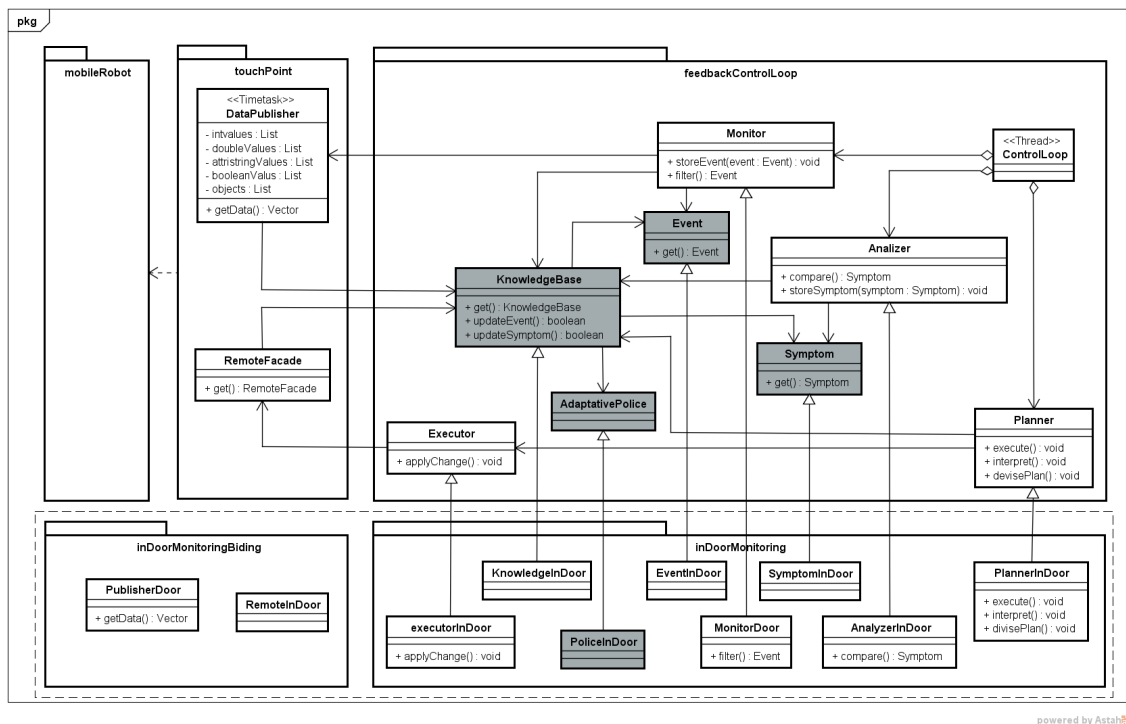 pkg
mobileRobot
touchPoint
<<Timetask>>
DataPublisher
- intvalues : List
- doubleValues : List
- attristringValues : List
- booleanValus : List
- objects : List
+ getData() : Vector
RemoteFacade
+ get() : RemoteFacade
feedbackControlLoop
Monitor
+ storeEvent(event : Event) : void
+ filter() : Event
<<Thread>>
ControlLoop
Event
+ get() : Event
Analizer
+ compare() : Symptom
+ storeSymptom(symptom : Symptom) : void
KnowledgeBase
+ get() : KnowledgeBase
+ updateEvent() : boolean
+ updateSymptom() : boolean
Symptom
+ get() : Symptom
AdaptativePolice
Executor
+ applyChange() : void
Planner
+ execute() : void
+ interpret() : void
+ devisePlan() : void
inDoorMonitoringBiding
PublisherDoor
+ getData() : Vector
RemoteInDoor
inDoorMonitoring
KnowledgeInDoor
EventInDoor
SymptomInDoor
PlannerInDoor
+ execute() : void
+ interpret() : void
+ divisePlan() : void
executorInDoor
+ applyChange() : void
PoliceInDoor
MonitorDoor
+ filter() : Event
AnalyzerInDoor
+ compare() : Symptom
powered by Astah